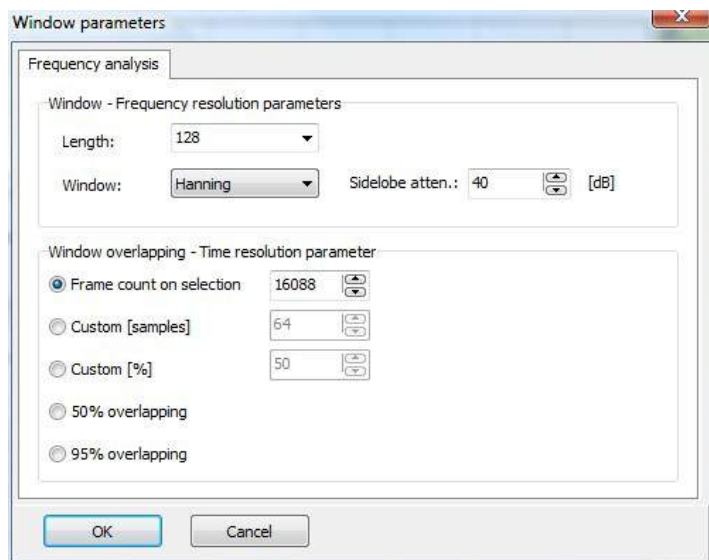 Window parameters
Frequency analysis
Window - Frequency resolution parameters
Length: 128
Window: Hanning Sidelobe atten.: 40 [dB]
Window overlapping - Time resolution parameter
Frame count on selection 16088
Custom [samples] 64
Custom [%] 50
50% overlapping
95% overlapping
OK Cancel